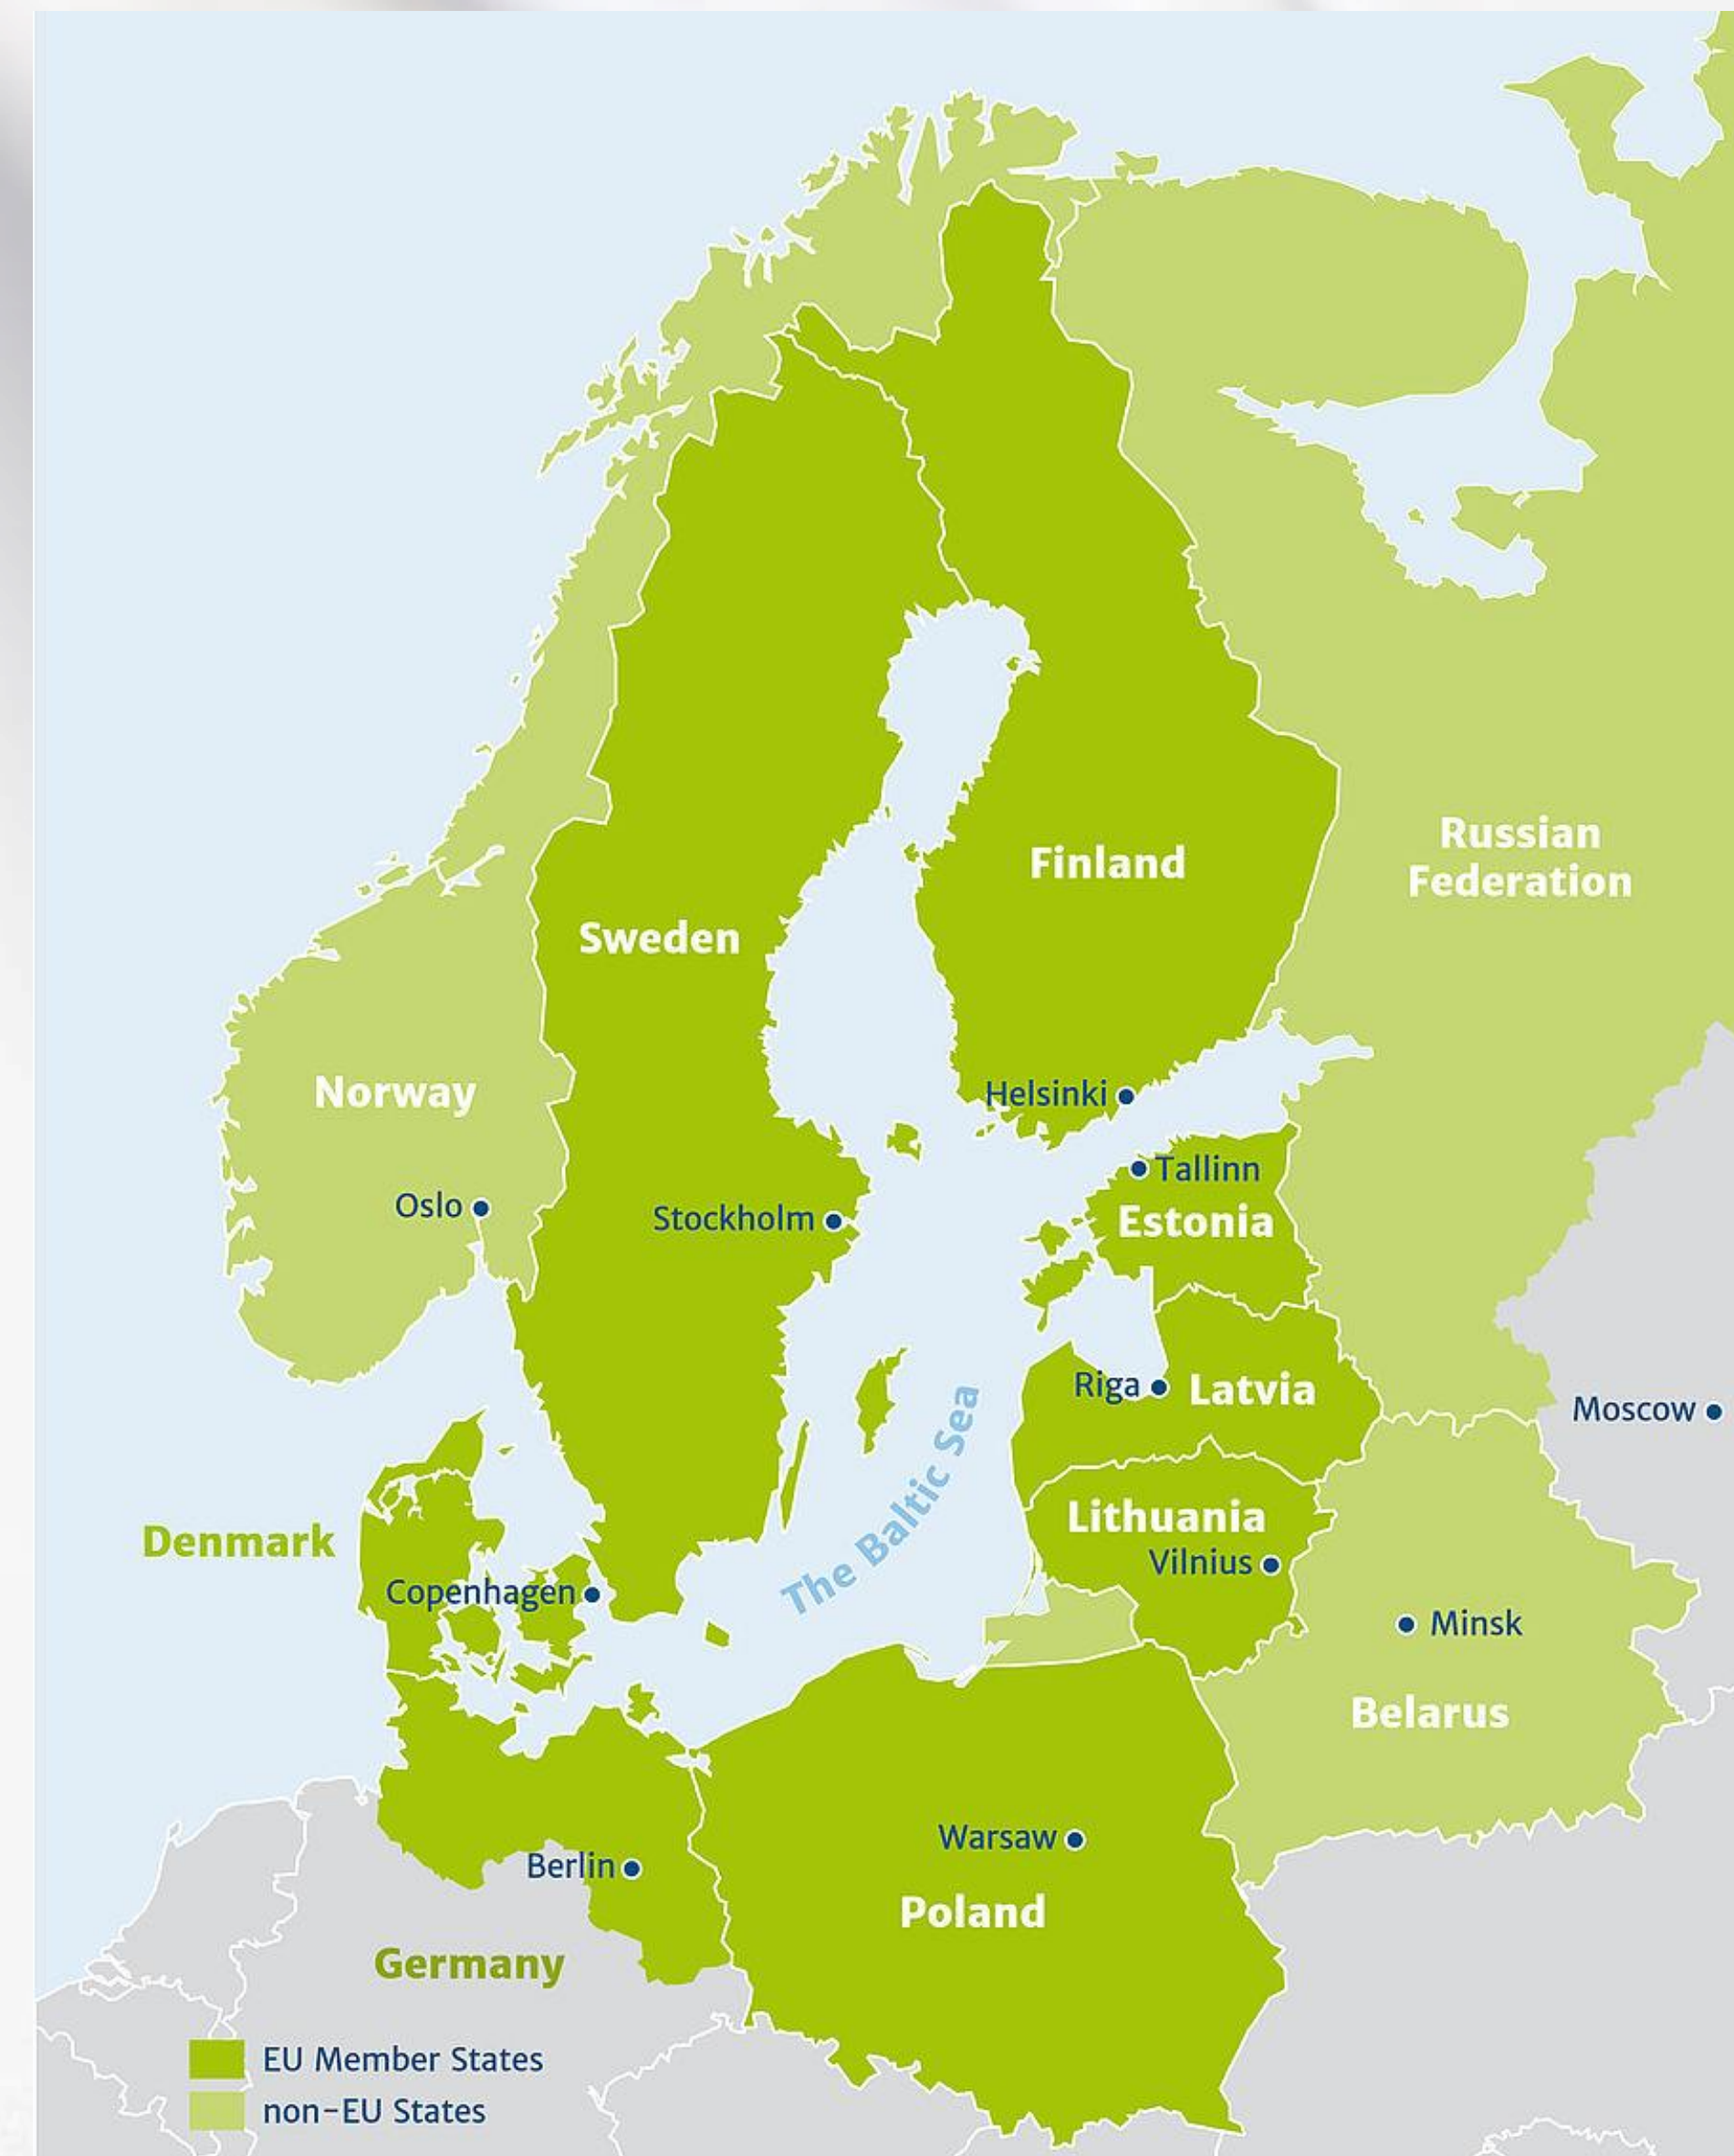 Russian
Federation
Finland
Sweden
Norway
Helsinki
Tallinn
Oslo
Stockholm
Estonia
Riga
Latvia
Moscow
The Baltic Sea
Lithuania
Denmark
Vilnius
Copenhagen
Minsk
Belarus
Warsaw
Berlin
Poland
Germany
EU Member States
non-EU States